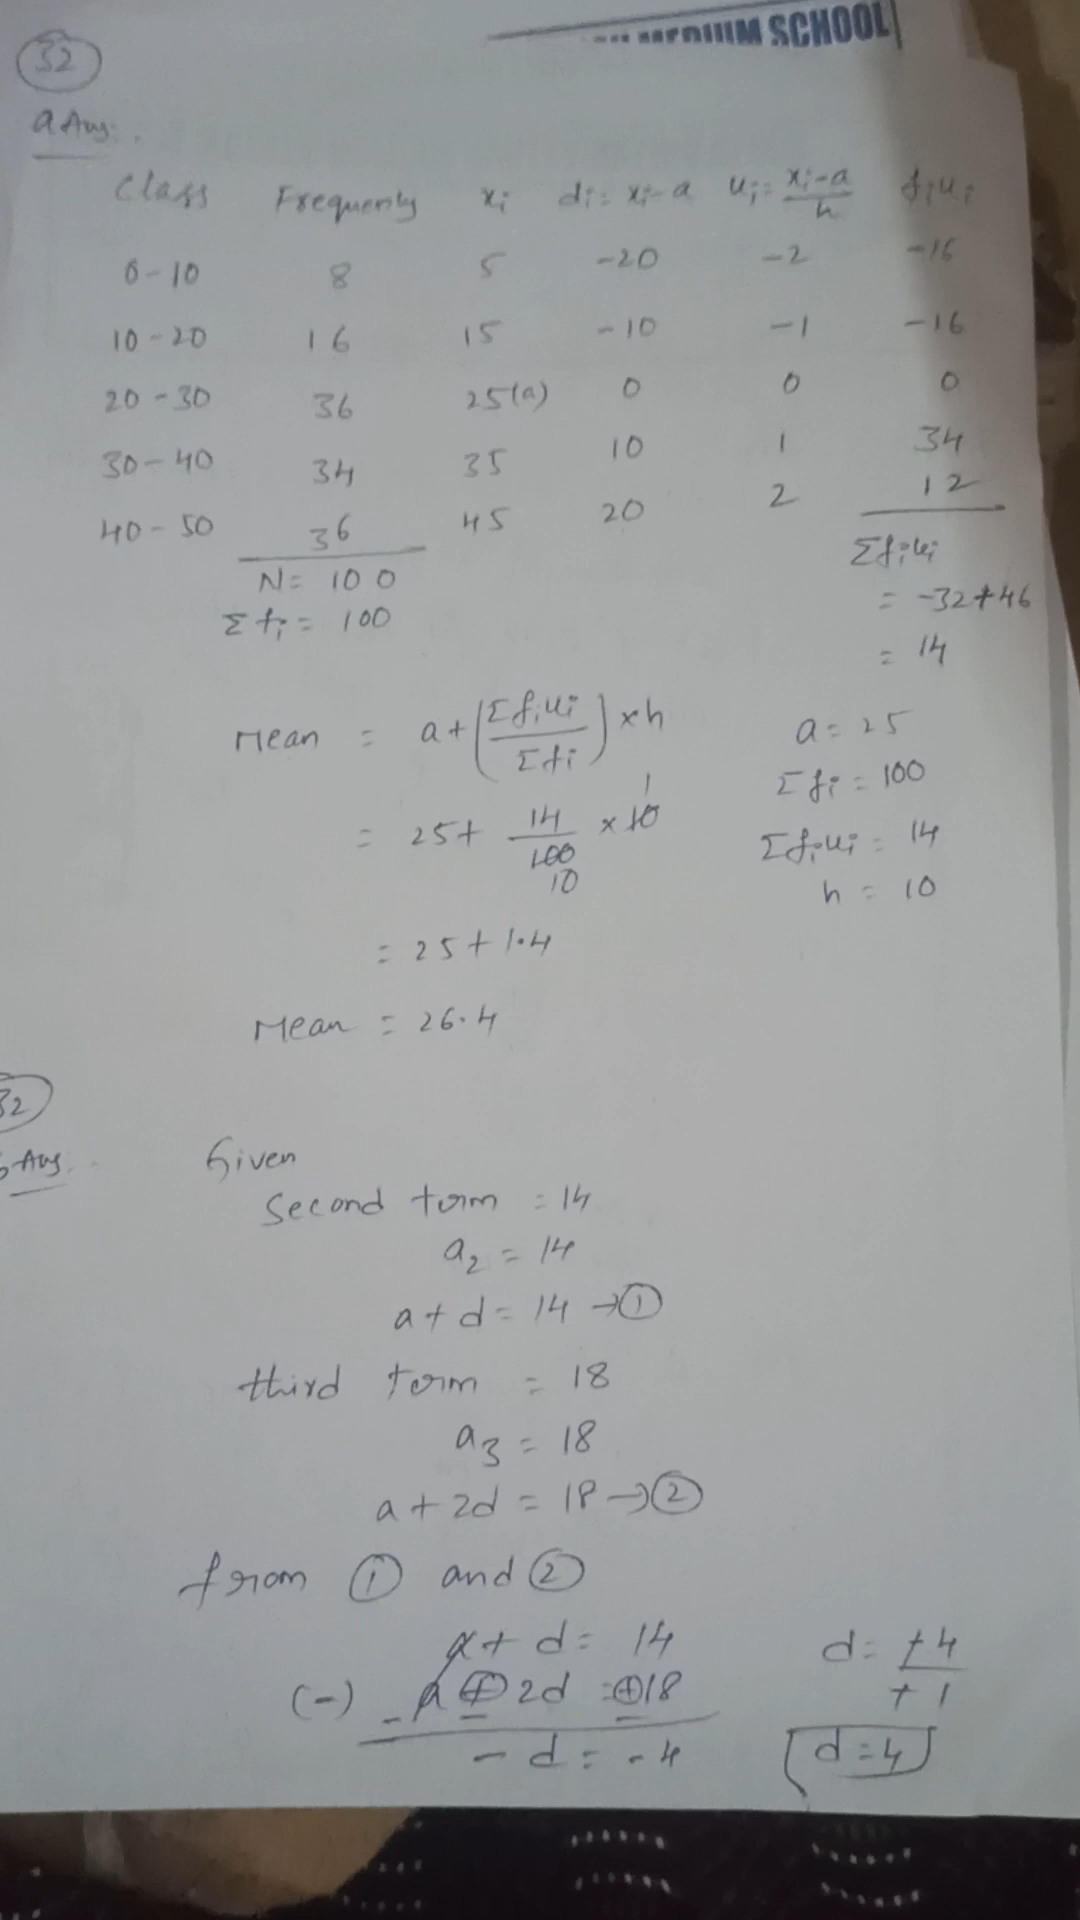 MEDIUM SCHOOL
32
a Ans:.
Class Frequenly xi di = xi-a ui = xi-a/h fiui
0-10 8 5 -20 -2 -16
10-20 16 15 -10 -1 -16
20-30 36 25(a) 0 0 0
30-40 34 35 10 1 34
40-50 36 45 20 2 12
N= 100
Σfi = 100
Σfiui
= -32+46
= 14
Mean = a+(Σfiui/Σfi)×h
= 25+ 14/100 ×10
1
10
= 25+1.4
Mean = 26.4
a= 25
Σfi = 100
Σfiui = 14
h = 10
32
b Ans.
Given
Second term = 14
a2 = 14
a+d= 14 →①
third term = 18
a3 = 18
a+2d = 18→②
from ① and ②
a+ d= 14
(-) a + 2d = +18
- - -
-d = -4
d= +4/+1
d=4